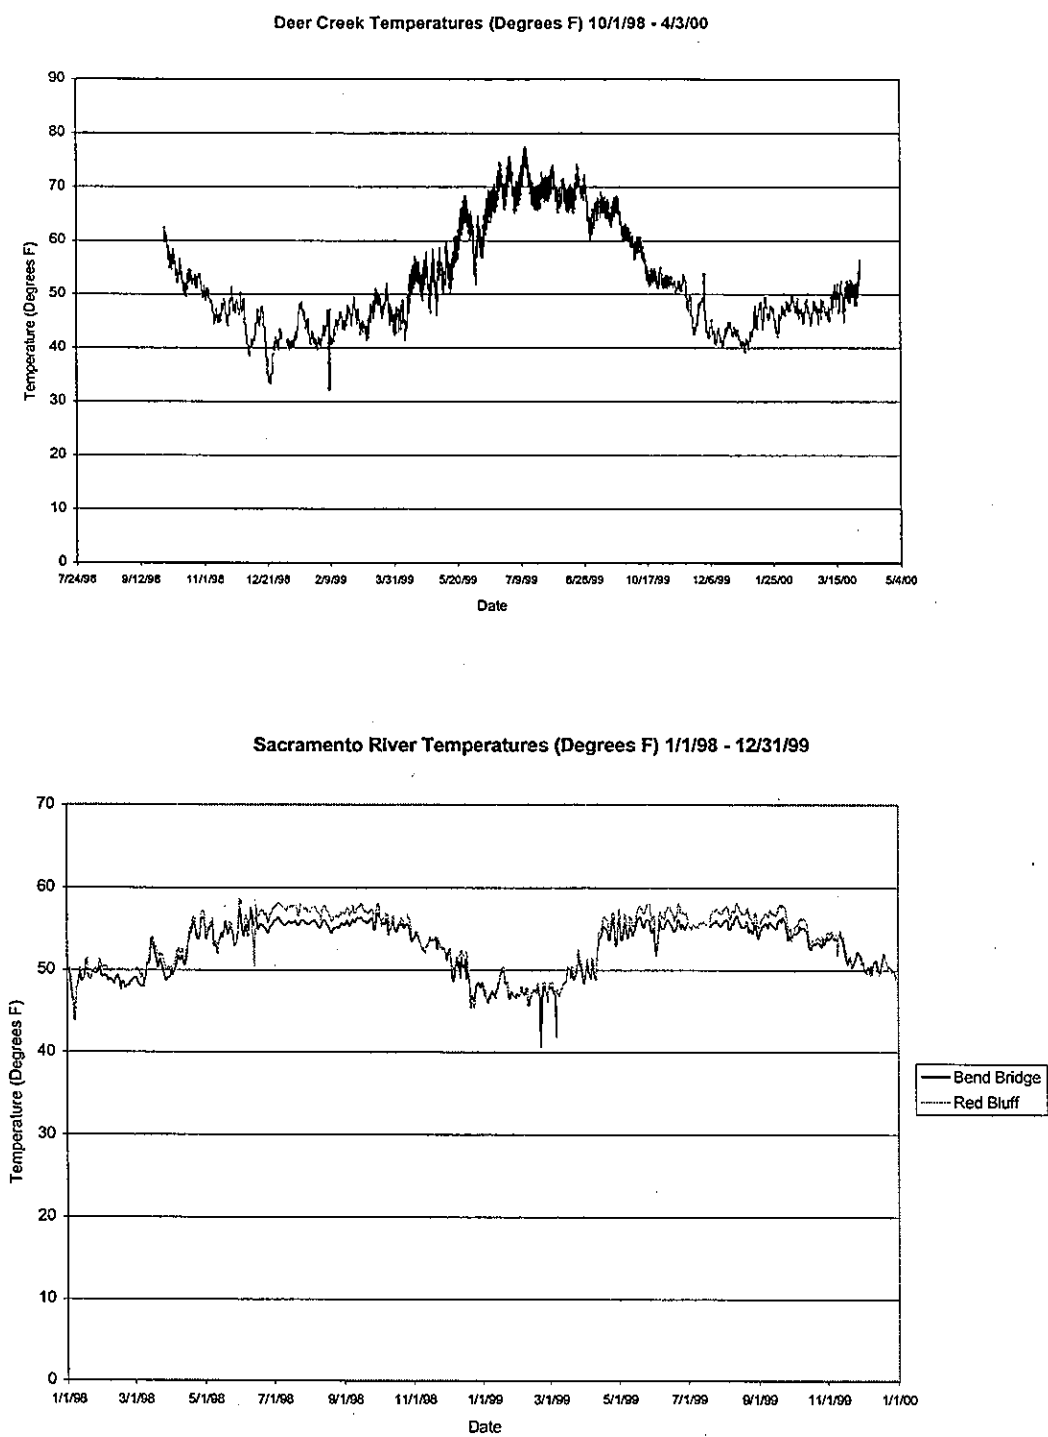 Deer Creek Temperatures (Degrees F) 10/1/98 - 4/3/00
90
80
70
60
50
40
30
20
10
0
Temperature (Degrees F)
7/24/98 9/12/98 11/1/98 12/21/98 2/9/99 3/31/99 5/20/99 7/9/99 8/28/99 10/17/99 12/6/99 1/25/00 3/15/00 5/4/00
Date
Sacramento River Temperatures (Degrees F) 1/1/98 - 12/31/99
70
60
50
40
30
20
10
0
Temperature (Degrees F)
1/1/98 3/1/98 5/1/98 7/1/98 9/1/98 11/1/98 1/1/99 3/1/99 5/1/99 7/1/99 9/1/99 11/1/99 1/1/00
Date
Bend Bridge
Red Bluff